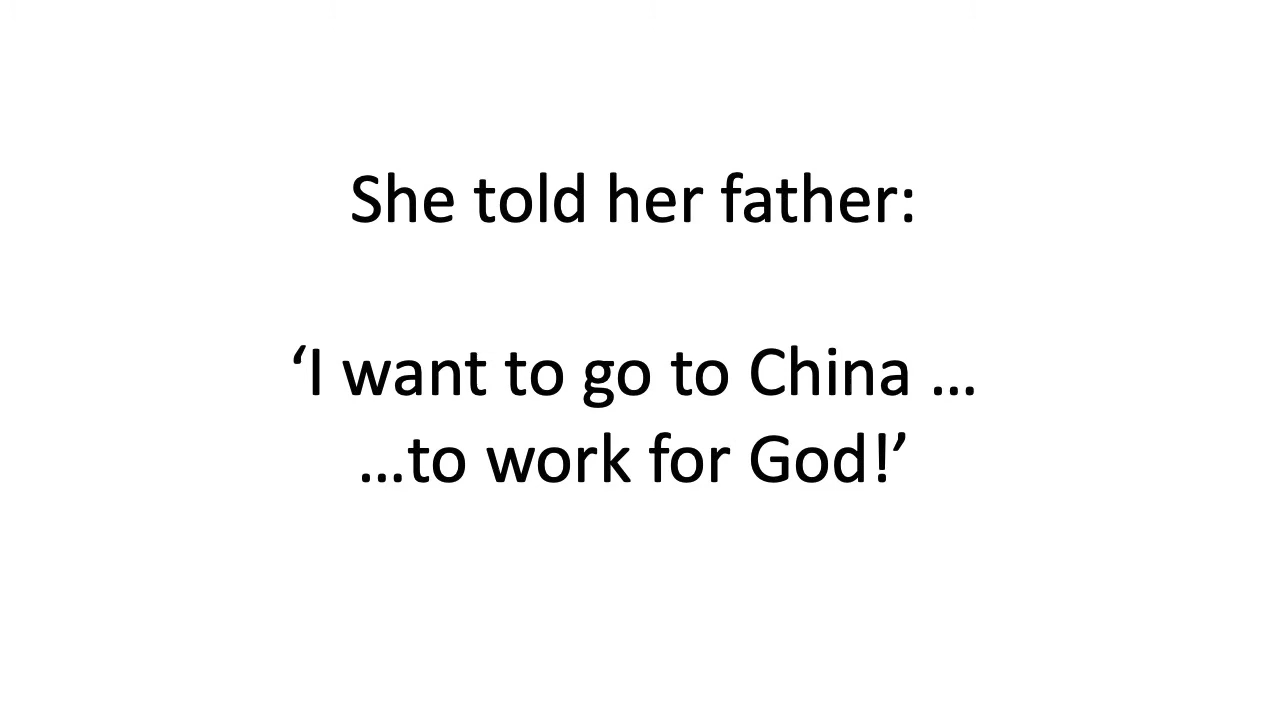 She told her father:
‘I want to go to China …
…to work for God!’